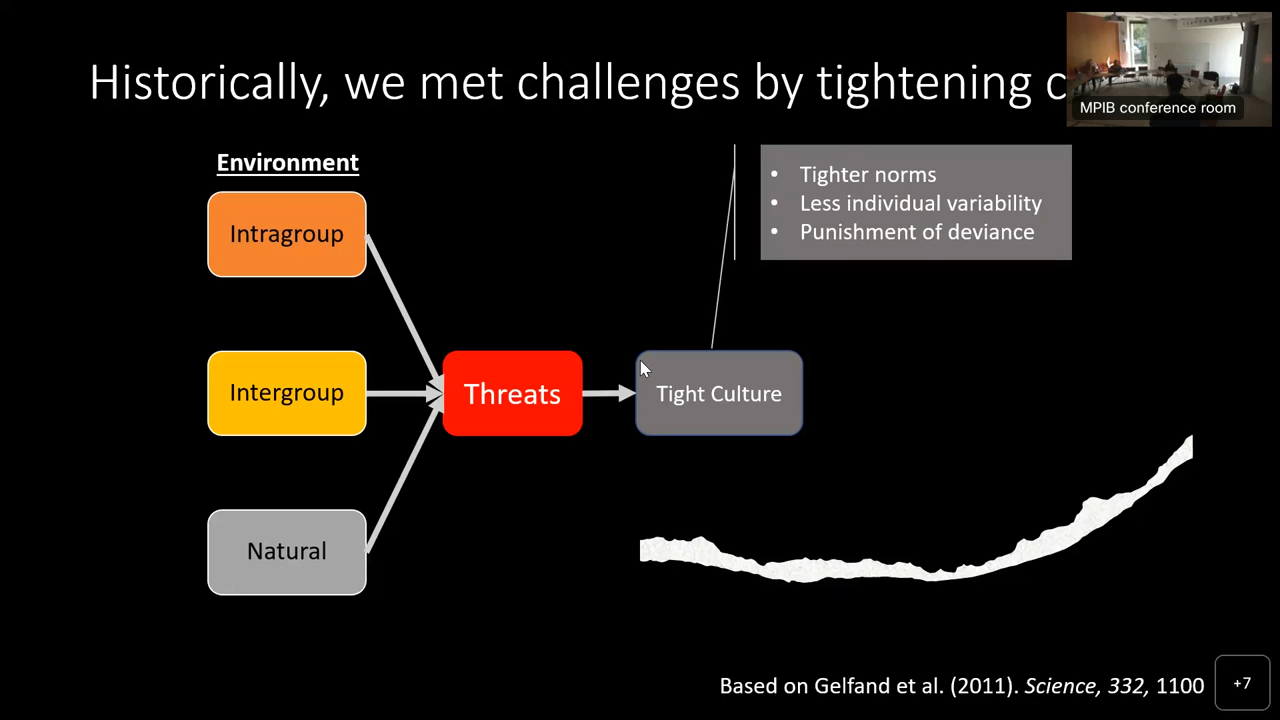 Historically, we met challenges by tightening c
MPIB conference room
Environment
Intragroup
• Tighter norms
• Less individual variability
• Punishment of deviance
Intergroup
Threats
Tight Culture
Natural
Based on Gelfand et al. (2011). Science, 332, 1100
+7